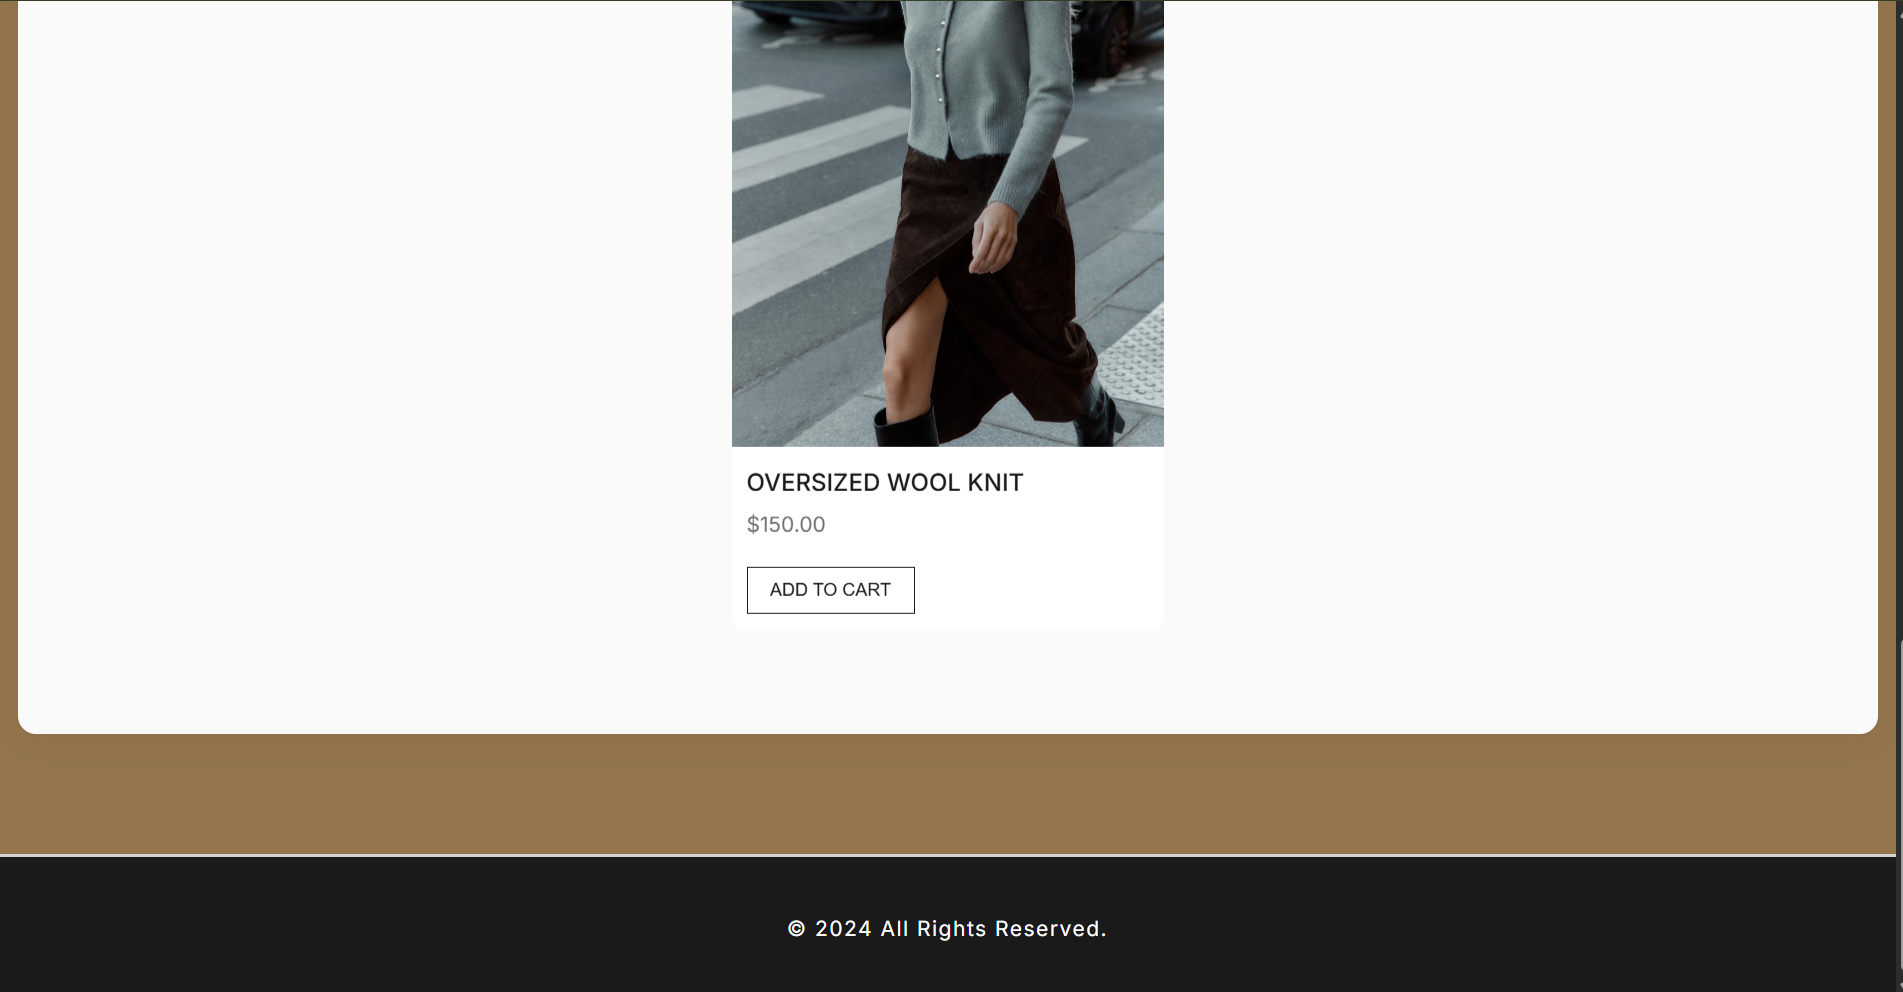 OVERSIZED WOOL KNIT
$150.00
ADD TO CART
© 2024 All Rights Reserved.